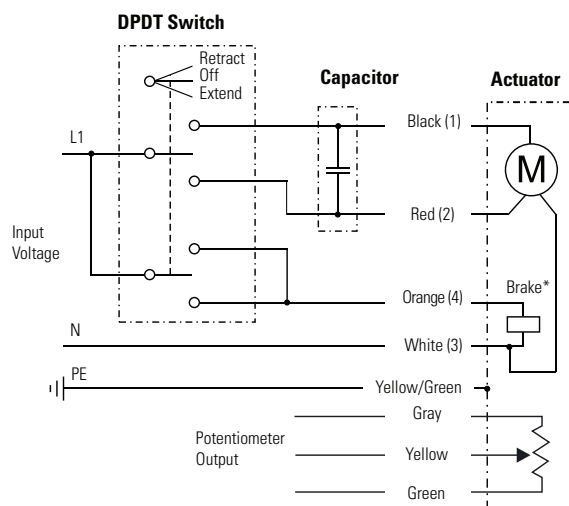 DPDT Switch
Retract
Off
Extend
Capacitor
Actuator
L1
Black (1)
M
Red (2)
Input
Voltage
Brake*
Orange (4)
N
White (3)
PE
Yellow/Green
Gray
Potentiometer
Output
Yellow
Green